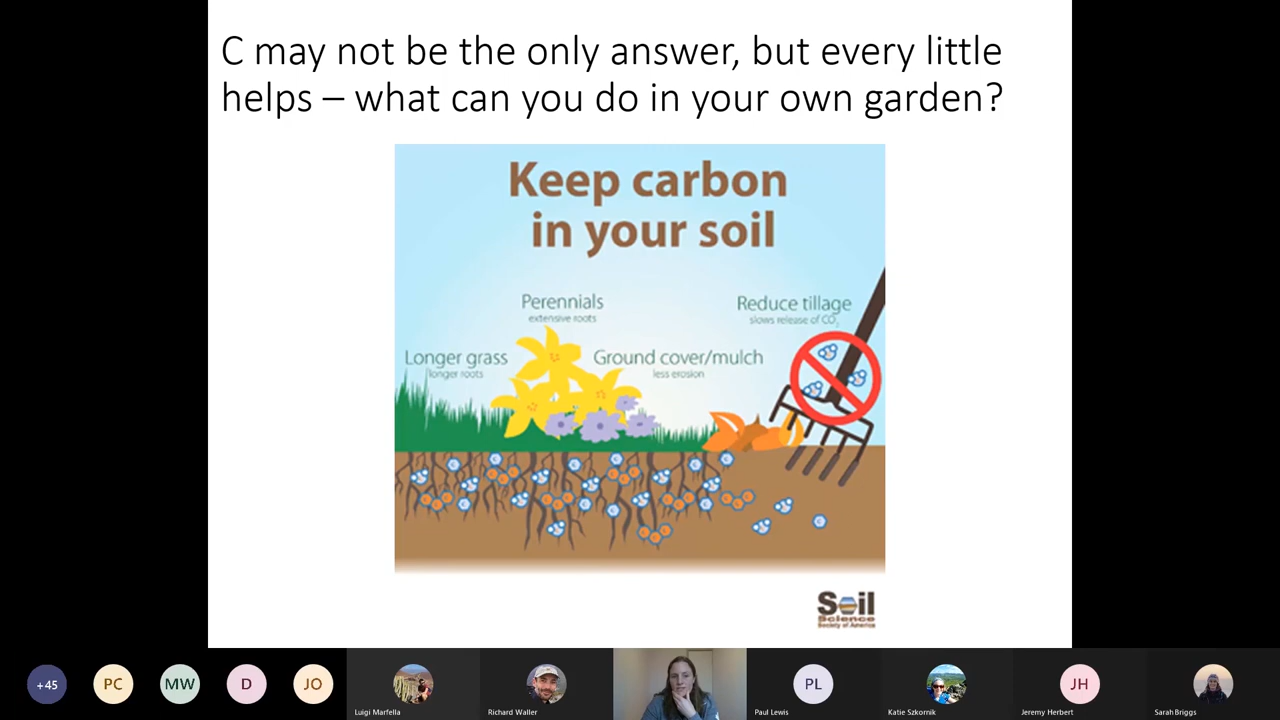 C may not be the only answer, but every little
helps – what can you do in your own garden?
Keep carbon
in your soil
Perennials
extensive roots
Reduce tillage
slows release of CO2
Longer grass
longer roots
Ground cover/mulch
less erosion
Soil
Science
Society of America
+45
PC
MW
D
JO
Luigi Marfella
Richard Waller
PL
Paul Lewis
Katie Szkornik
JH
Jeremy Herbert
Sarah Briggs